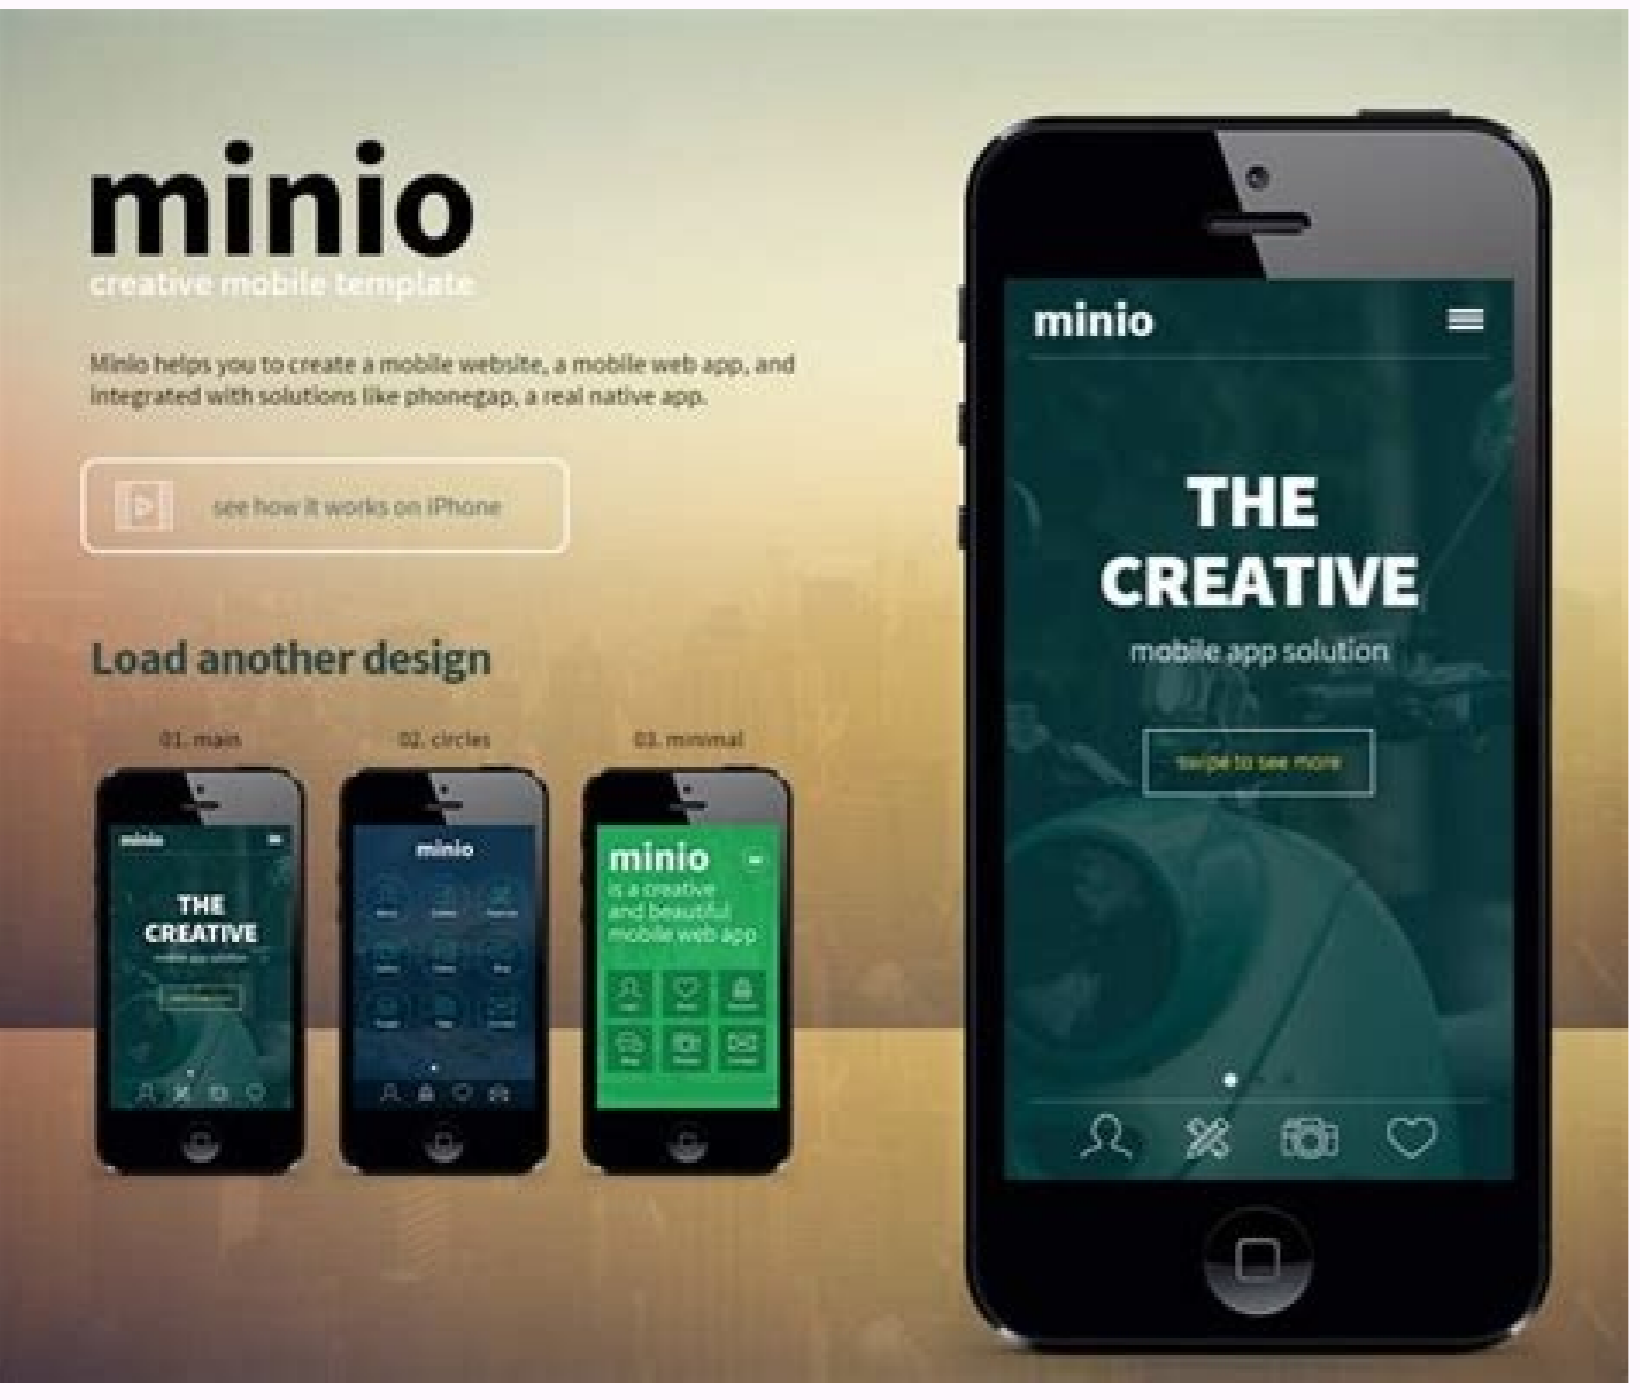 minio
creative mobile template
Minio helps you to create a mobile website, a mobile web app, and
integrated with solutions like phonegap, a real native app.
see how it works on iPhone
Load another design
01. main
02. circles
03. minimal
minio
THE
CREATIVE
mobile app solution
minio
minio
is a creative
and beautiful
mobile web app
minio
THE
CREATIVE
mobile app solution
swipe to see more